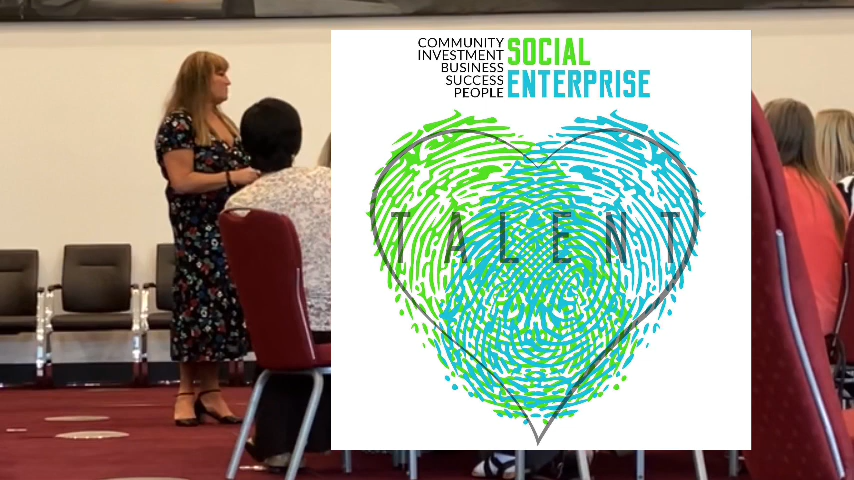 COMMUNITY
INVESTMENT
BUSINESS
SUCCESS
PEOPLE
SOCIAL
ENTERPRISE
TALENT